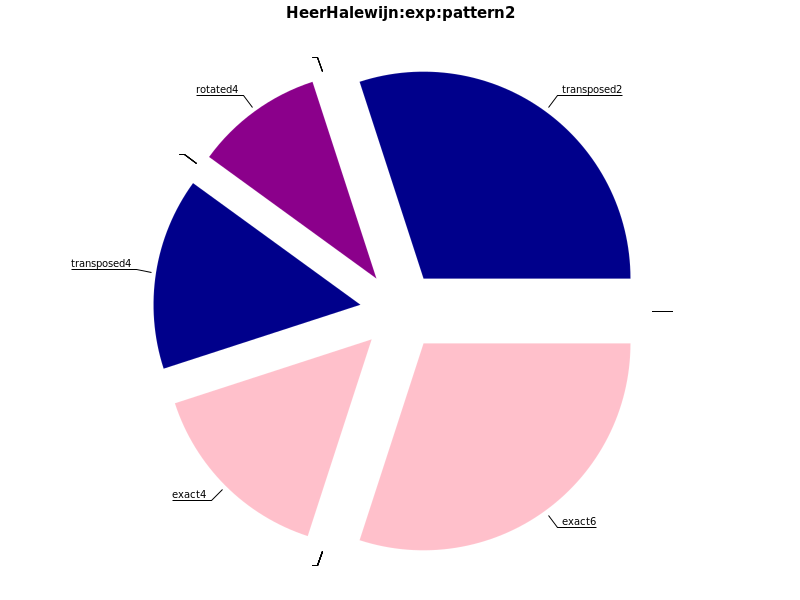 HeerHalewijn:exp:pattern2
rotated4
transposed2
transposed4
exact4
exact6